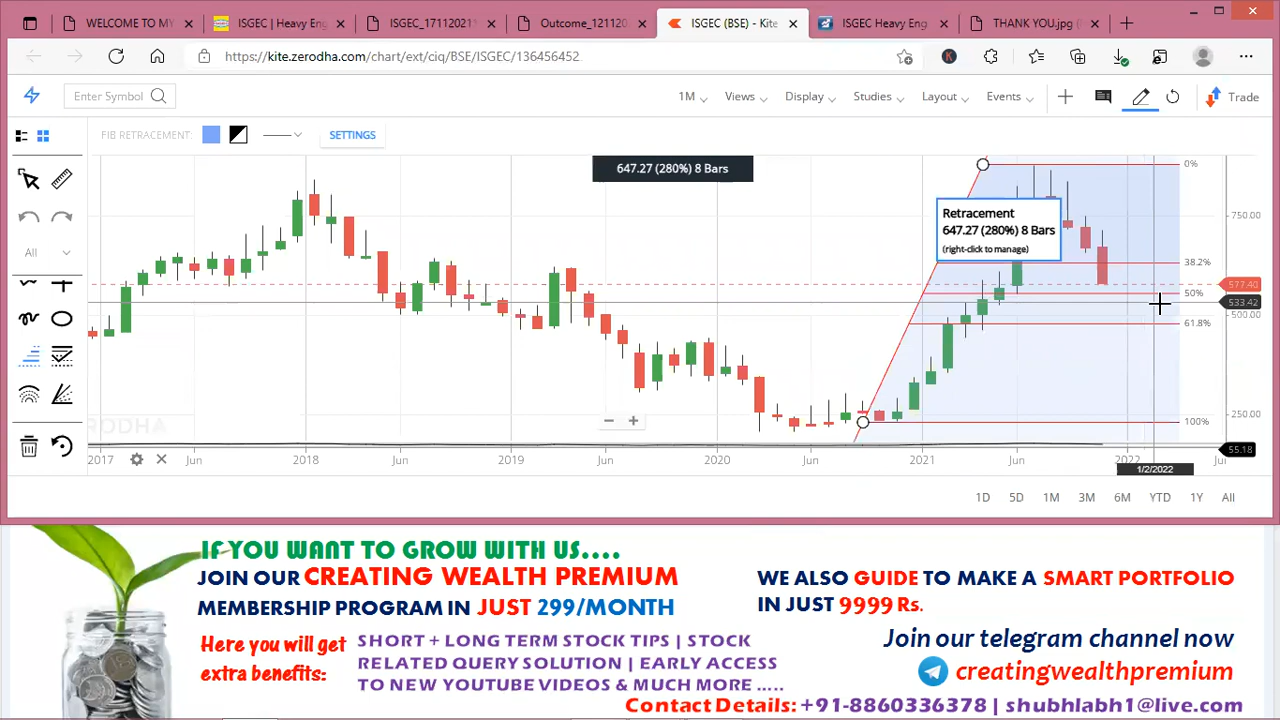 WELCOME TO MY
ISGEC | Heavy Eng
ISGEC_17112021
Outcome_121120
ISGEC (BSE) - Kite
ISGEC Heavy Eng
THANK YOU.jpg (
https://kite.zerodha.com/chart/ext/ciq/BSE/ISGEC/136456452
K
Enter Symbol
1M
Views
Display
Studies
Layout
Events
Trade
FIB RETRACEMENT:
SETTINGS
647.27 (280%) 8 Bars
Retracement
647.27 (280%) 8 Bars
(right-click to manage)
0%
38.2%
50%
61.8%
100%
750.00
577.40
533.42
500.00
250.00
55.18
All
2017
Jun
2018
Jun
2019
Jun
2020
Jun
2021
Jun
2022
1/2/2022
1D
5D
1M
3M
6M
YTD
1Y
All
IF YOU WANT TO GROW WITH US....
JOIN OUR CREATING WEALTH PREMIUM
MEMBERSHIP PROGRAM IN JUST 299/MONTH
WE ALSO GUIDE TO MAKE A SMART PORTFOLIO
IN JUST 9999 Rs.
Here you will get
extra benefits:
SHORT + LONG TERM STOCK TIPS | STOCK
RELATED QUERY SOLUTION | EARLY ACCESS
TO NEW YOUTUBE VIDEOS & MUCH MORE .....
Join our telegram channel now
creatingwealthpremium
Contact Details: +91-8860336378 | shubhlabh1@live.com